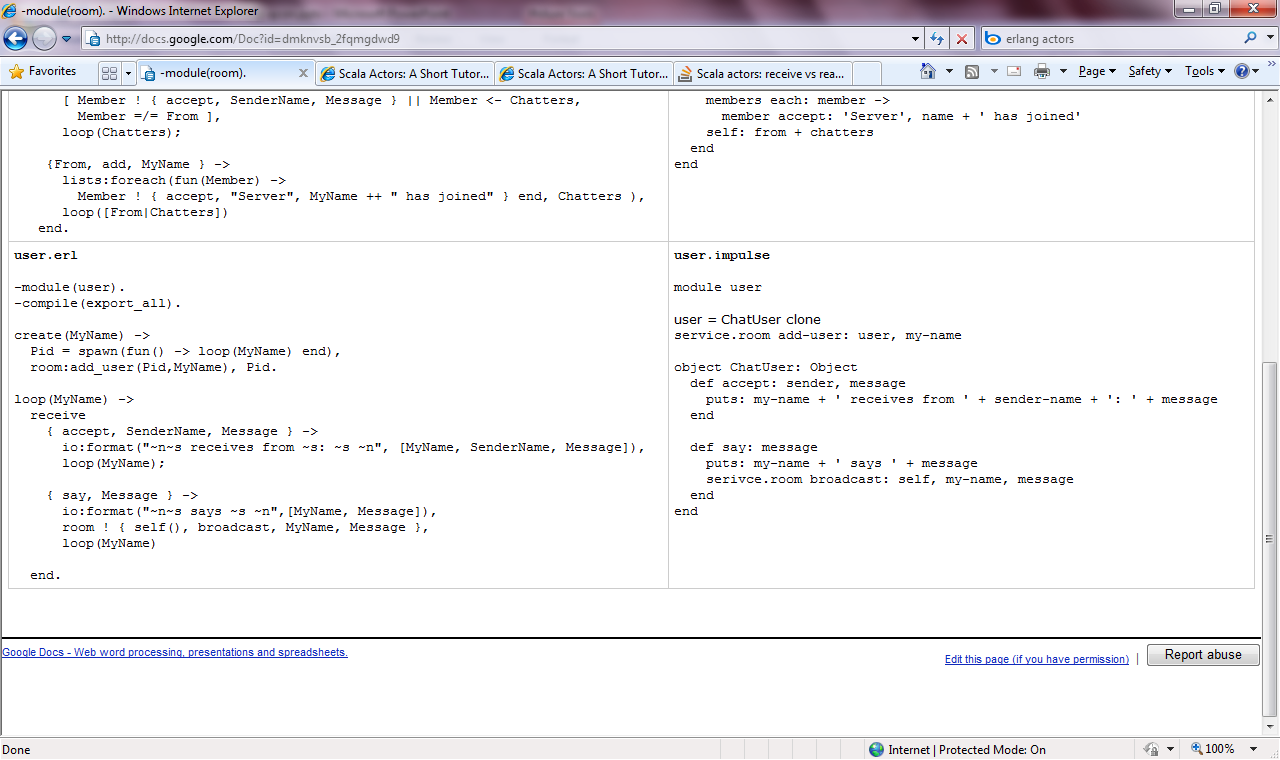 -module(room). - Windows Internet Explorer
http://docs.google.com/Doc?id=dmknvsb_2fqmgdwd9
erlang actors
Favorites
-module(room).
Scala Actors: A Short Tutor...
Scala Actors: A Short Tutor...
Scala actors: receive vs rea...
Page
Safety
Tools
[ Member ! { accept, SenderName, Message } || Member <- Chatters,
Member =/= From ],
loop(Chatters);
{From, add, MyName } ->
lists:foreach(fun(Member) ->
Member ! { accept, "Server", MyName ++ " has joined" } end, Chatters ),
loop([From|Chatters])
end.
members each: member ->
member accept: 'Server', name + ' has joined'
self: from + chatters
end
end
user.erl
-module(user).
-compile(export_all).
create(MyName) ->
Pid = spawn(fun() -> loop(MyName) end),
room:add_user(Pid,MyName), Pid.
loop(MyName) ->
receive
{ accept, SenderName, Message } ->
io:format("~n~s receives from ~s: ~s ~n", [MyName, SenderName, Message]),
loop(MyName);
{ say, Message } ->
io:format("~n~s says ~s ~n",[MyName, Message]),
room ! { self(), broadcast, MyName, Message },
loop(MyName)
end.
user.impulse
module user
user = ChatUser clone
service.room add-user: user, my-name
object ChatUser: Object
def accept: sender, message
puts: my-name + ' receives from ' + sender-name + ': ' + message
end
def say: message
puts: my-name + ' says ' + message
serivce.room broadcast: self, my-name, message
end
end
Google Docs - Web word processing, presentations and spreadsheets.
Edit this page (if you have permission) |
Report abuse
Done
Internet | Protected Mode: On
100%